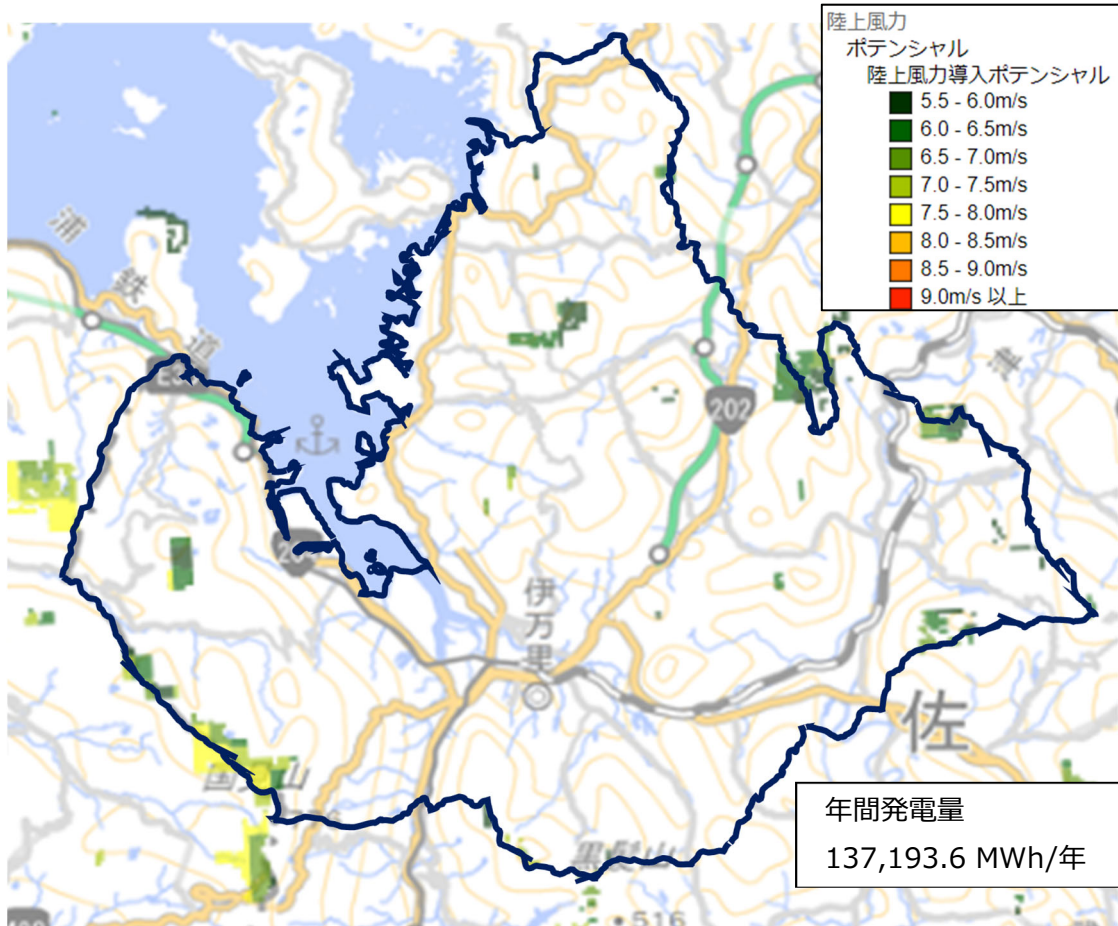 陸上風力
ポテンシャル
陸上風力導入ポテンシャル
5.5 - 6.0m/s
6.0 - 6.5m/s
6.5 - 7.0m/s
7.0 - 7.5m/s
7.5 - 8.0m/s
8.0 - 8.5m/s
8.5 - 9.0m/s
9.0m/s 以上
浦
鉄
道
202
伊万里
佐
黒髪山
516
年間発電量
137,193.6 MWh/年